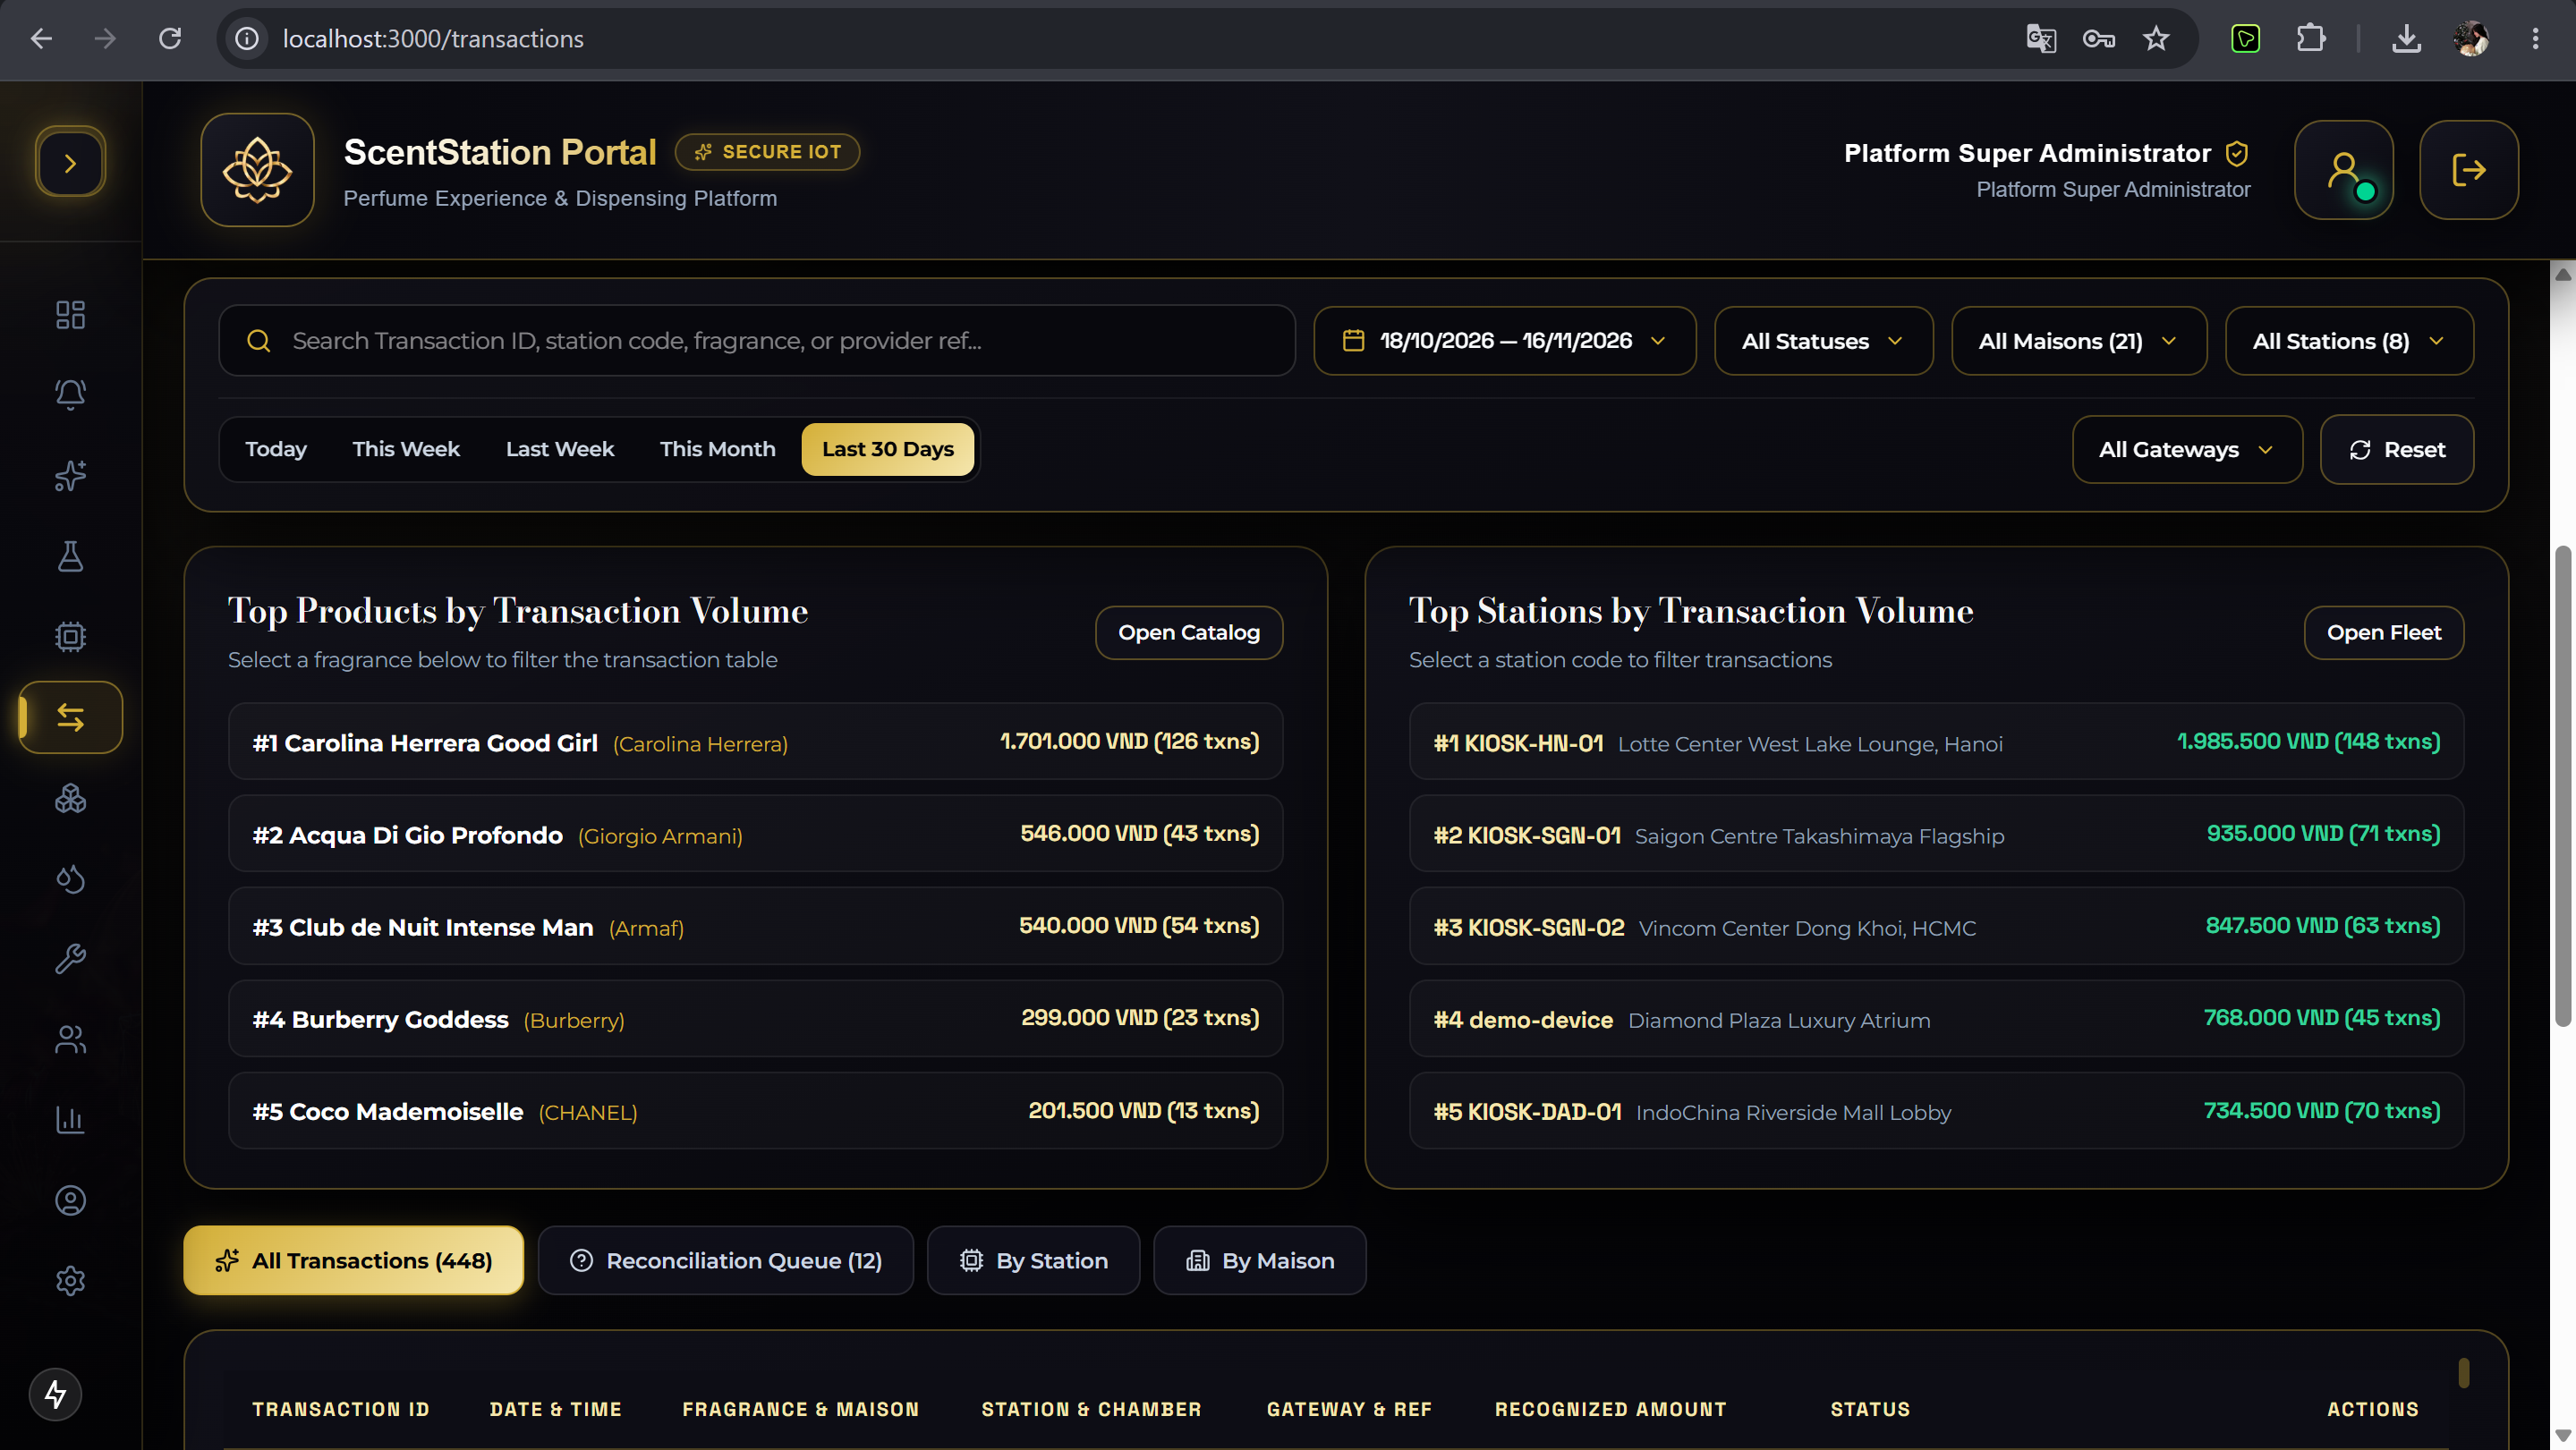 localhost:3000/transactions
ScentStation Portal
SECURE IOT
Perfume Experience & Dispensing Platform
Platform Super Administrator
Platform Super Administrator
Search Transaction ID, station code, fragrance, or provider ref...
18/10/2026 — 16/11/2026
All Statuses
All Maisons (21)
All Stations (8)
Today
This Week
Last Week
This Month
Last 30 Days
All Gateways
Reset
Top Products by Transaction Volume
Select a fragrance below to filter the transaction table
Open Catalog
#1 Carolina Herrera Good Girl (Carolina Herrera) 1.701.000 VND (126 txns)
#2 Acqua Di Gio Profondo (Giorgio Armani) 546.000 VND (43 txns)
#3 Club de Nuit Intense Man (Armaf) 540.000 VND (54 txns)
#4 Burberry Goddess (Burberry) 299.000 VND (23 txns)
#5 Coco Mademoiselle (CHANEL) 201.500 VND (13 txns)
Top Stations by Transaction Volume
Select a station code to filter transactions
Open Fleet
#1 KIOSK-HN-01 Lotte Center West Lake Lounge, Hanoi 1.985.500 VND (148 txns)
#2 KIOSK-SGN-01 Saigon Centre Takashimaya Flagship 935.000 VND (71 txns)
#3 KIOSK-SGN-02 Vincom Center Dong Khoi, HCMC 847.500 VND (63 txns)
#4 demo-device Diamond Plaza Luxury Atrium 768.000 VND (45 txns)
#5 KIOSK-DAD-01 IndoChina Riverside Mall Lobby 734.500 VND (70 txns)
All Transactions (448)
Reconciliation Queue (12)
By Station
By Maison
TRANSACTION ID DATE & TIME FRAGRANCE & MAISON STATION & CHAMBER GATEWAY & REF RECOGNIZED AMOUNT STATUS ACTIONS